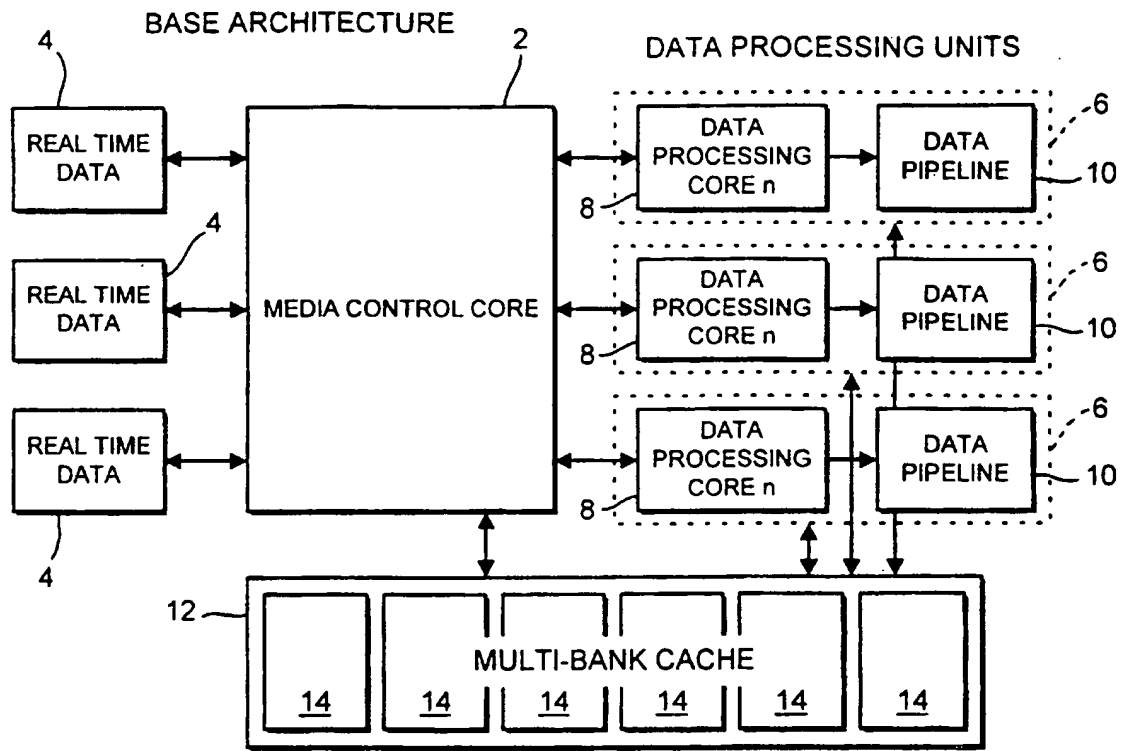 BASE ARCHITECTURE
DATA PROCESSING UNITS
4
2
REAL TIME
DATA
DATA
PROCESSING
CORE n
8
DATA
PIPELINE
6
10
4
REAL TIME
DATA
MEDIA CONTROL CORE
DATA
PROCESSING
CORE n
8
DATA
PIPELINE
6
10
REAL TIME
DATA
4
DATA
PROCESSING
CORE n
8
DATA
PIPELINE
6
10
12
MULTI-BANK CACHE
14 14 14 14 14 14